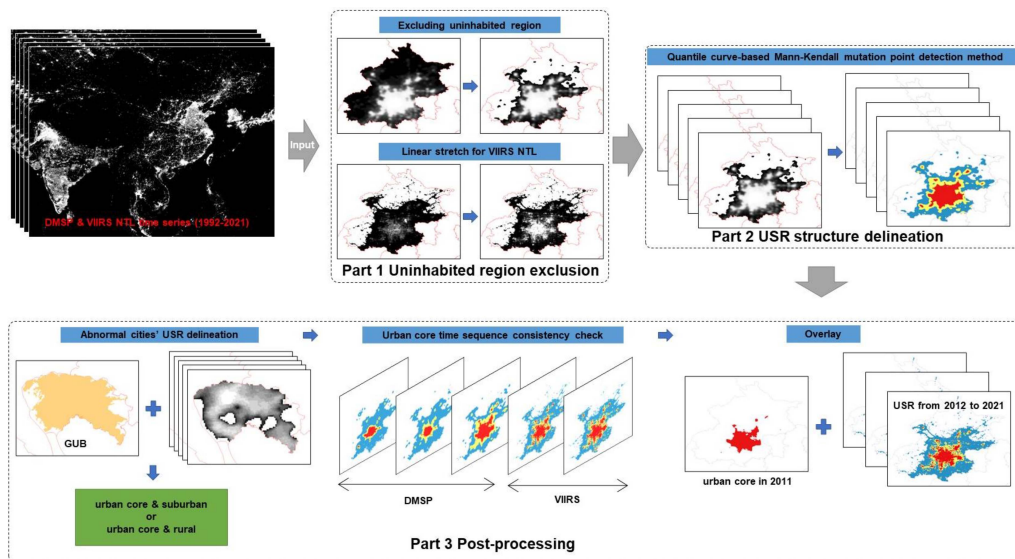 DMSP & VIIRS NTL time series (1992-2021)
Input
Excluding uninhabited region
Linear stretch for VIIRS NTL
Part 1 Uninhabited region exclusion
Quantile curve-based Mann-Kendall mutation point detection method
Part 2 USR structure delineation
Abnormal cities’ USR delineation
GUB
urban core & suburban
or
urban core & rural
Urban core time sequence consistency check
DMSP
VIIRS
Overlay
urban core in 2011
USR from 2012 to 2021
Part 3 Post-processing